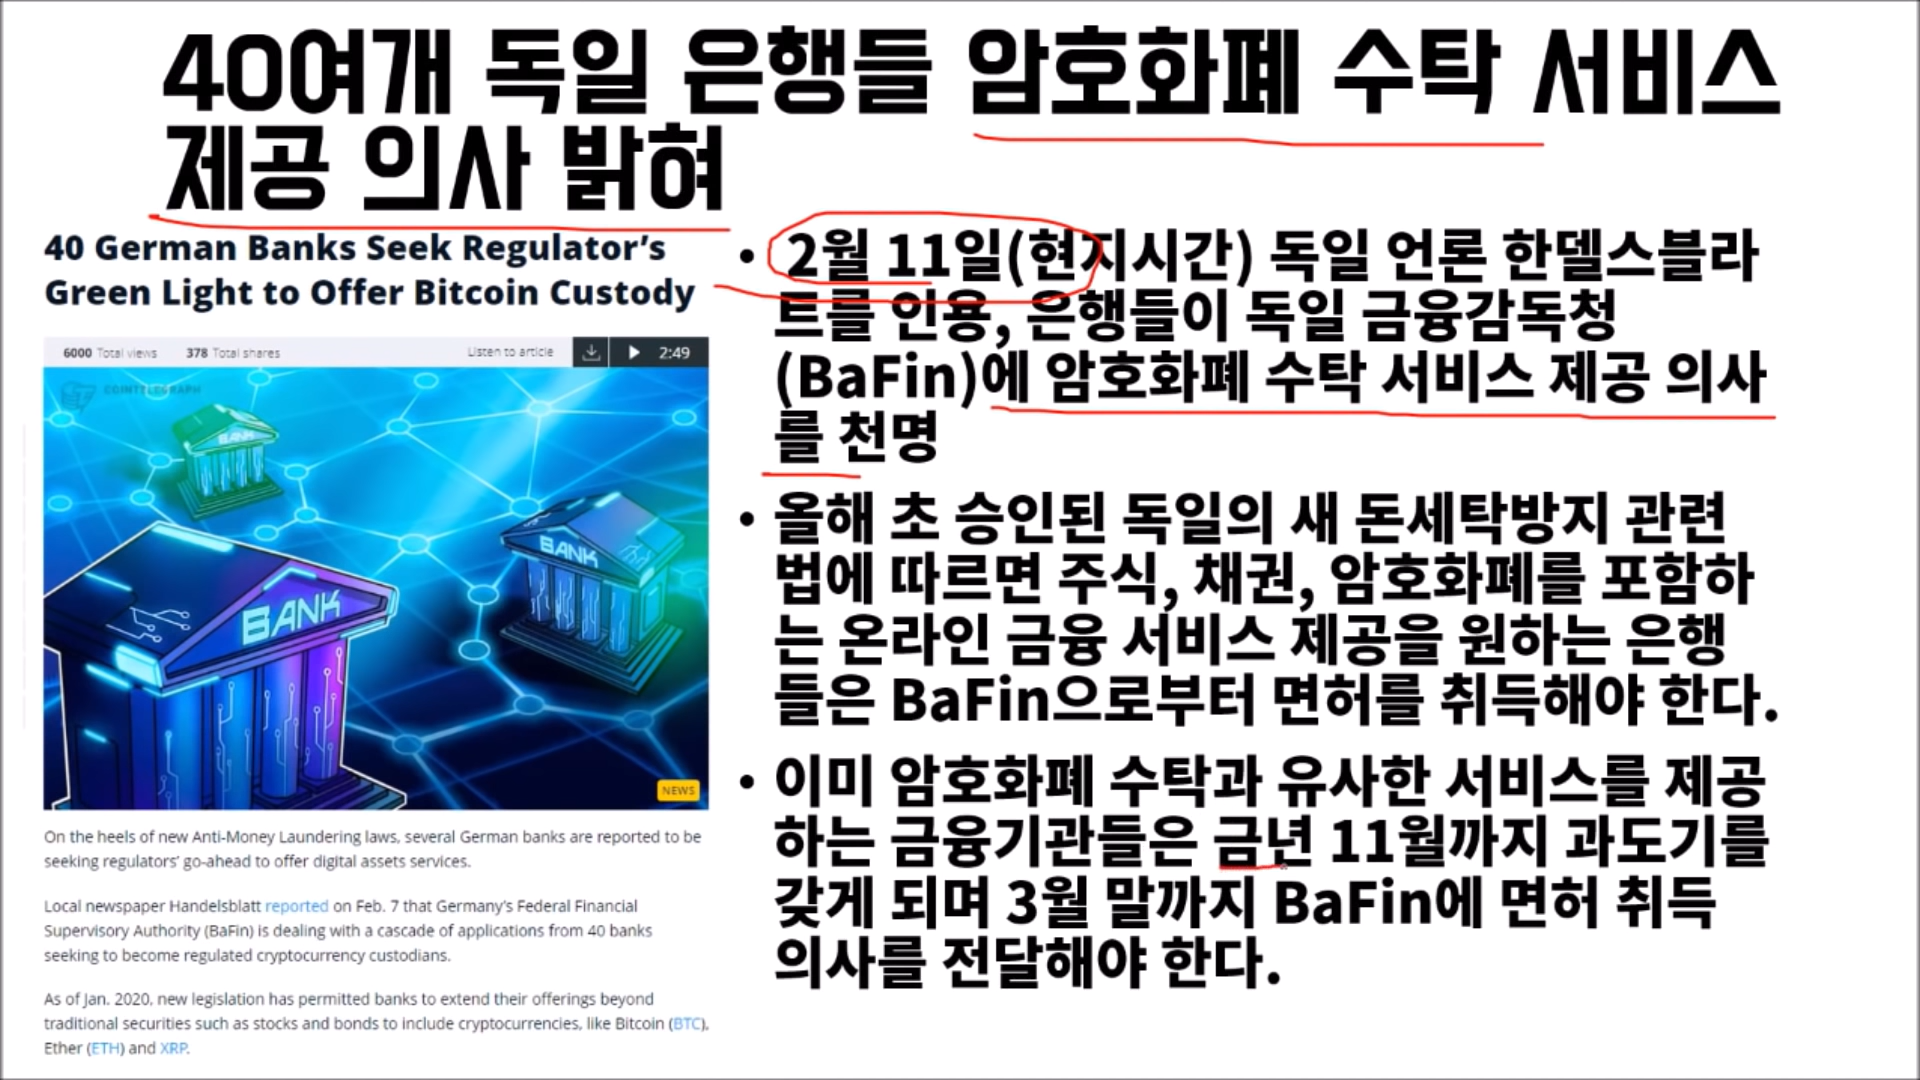 40여개 독일 은행들 암호화폐 수탁 서비스
제공 의사 밝혀
40 German Banks Seek Regulator's
Green Light to Offer Bitcoin Custody
6000 Total views 378 Total shares Listen to article 2:49
COINTELEGRAPH
BANK
BANK
BANK
NEWS
On the heels of new Anti-Money Laundering laws, several German banks are reported to be
seeking regulators' go-ahead to offer digital assets services.
Local newspaper Handelsblatt reported on Feb. 7 that Germany's Federal Financial
Supervisory Authority (BaFin) is dealing with a cascade of applications from 40 banks
seeking to become regulated cryptocurrency custodians.
As of Jan. 2020, new legislation has permitted banks to extend their offerings beyond
traditional securities such as stocks and bonds to include cryptocurrencies, like Bitcoin (BTC),
Ether (ETH) and XRP.
• 2월 11일(현지시간) 독일 언론 한델스블라
트를 인용, 은행들이 독일 금융감독청
(BaFin)에 암호화폐 수탁 서비스 제공 의사
를 천명
• 올해 초 승인된 독일의 새 돈세탁방지 관련
법에 따르면 주식, 채권, 암호화폐를 포함하
는 온라인 금융 서비스 제공을 원하는 은행
들은 BaFin으로부터 면허를 취득해야 한다.
• 이미 암호화폐 수탁과 유사한 서비스를 제공
하는 금융기관들은 금년 11월까지 과도기를
갖게 되며 3월 말까지 BaFin에 면허 취득
의사를 전달해야 한다.